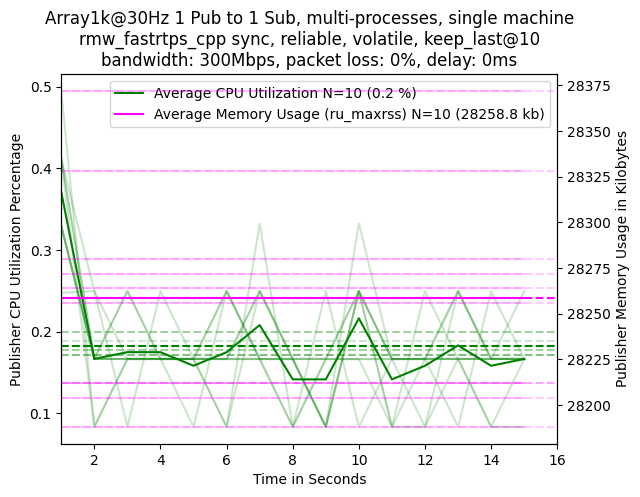 Array1k@30Hz 1 Pub to 1 Sub, multi-processes, single machine
rmw_fastrtps_cpp sync, reliable, volatile, keep_last@10
bandwidth: 300Mbps, packet loss: 0%, delay: 0ms
Average CPU Utilization N=10 (0.2 %)
Average Memory Usage (ru_maxrss) N=10 (28258.8 kb)
Publisher CPU Utilization Percentage
0.5
0.4
0.3
0.2
0.1
28375
28350
28325
28300
28275
28250
28225
28200
Publisher Memory Usage in Kilobytes
2 4 6 8 10 12 14 16
Time in Seconds